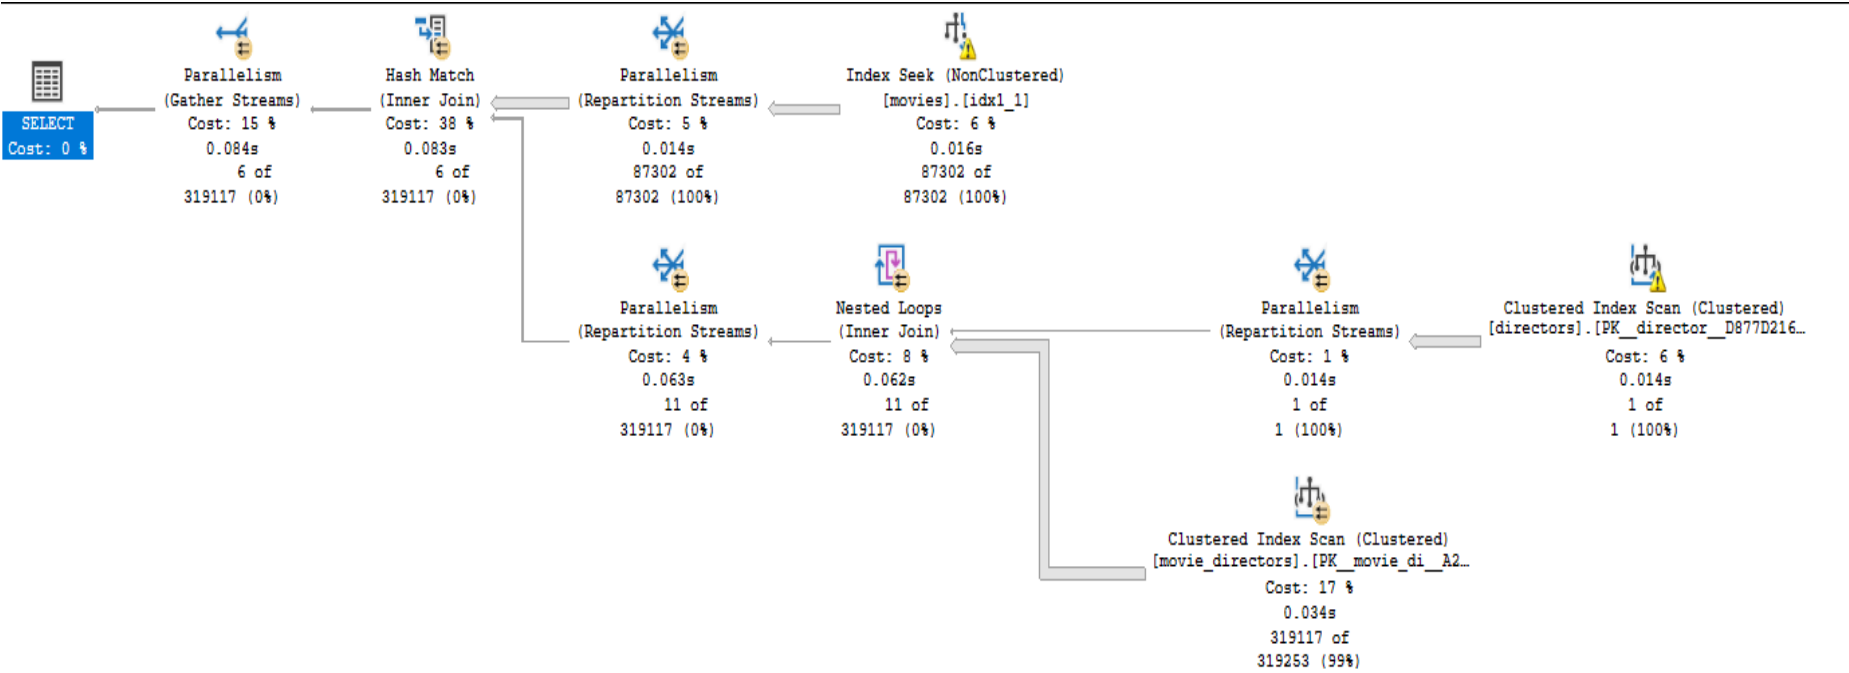 SELECT
Cost: 0 %
Parallelism
(Gather Streams)
Cost: 15 %
0.084s
6 of
319117 (0%)
Hash Match
(Inner Join)
Cost: 38 %
0.083s
6 of
319117 (0%)
Parallelism
(Repartition Streams)
Cost: 5 %
0.014s
87302 of
87302 (100%)
Index Seek (NonClustered)
[movies].[idx1_1]
Cost: 6 %
0.016s
87302 of
87302 (100%)
Parallelism
(Repartition Streams)
Cost: 4 %
0.063s
11 of
319117 (0%)
Nested Loops
(Inner Join)
Cost: 8 %
0.062s
11 of
319117 (0%)
Parallelism
(Repartition Streams)
Cost: 1 %
0.014s
1 of
1 (100%)
Clustered Index Scan (Clustered)
[directors].[PK__director__D877D216…
Cost: 6 %
0.014s
1 of
1 (100%)
Clustered Index Scan (Clustered)
[movie_directors].[PK__movie_di__A2…
Cost: 17 %
0.034s
319117 of
319253 (99%)